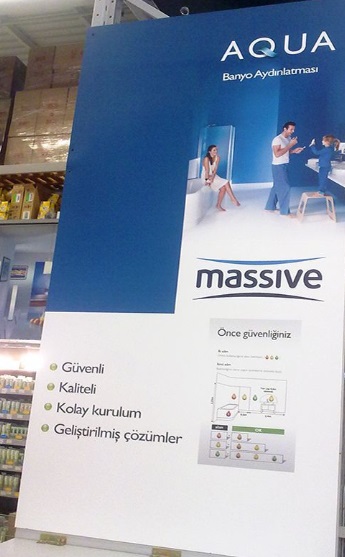 AQUA
Banyo Aydınlatması
massive
Önce güvenliğiniz
Güvenli
Kaliteli
Kolay kurulum
Geliştirilmiş çözümler